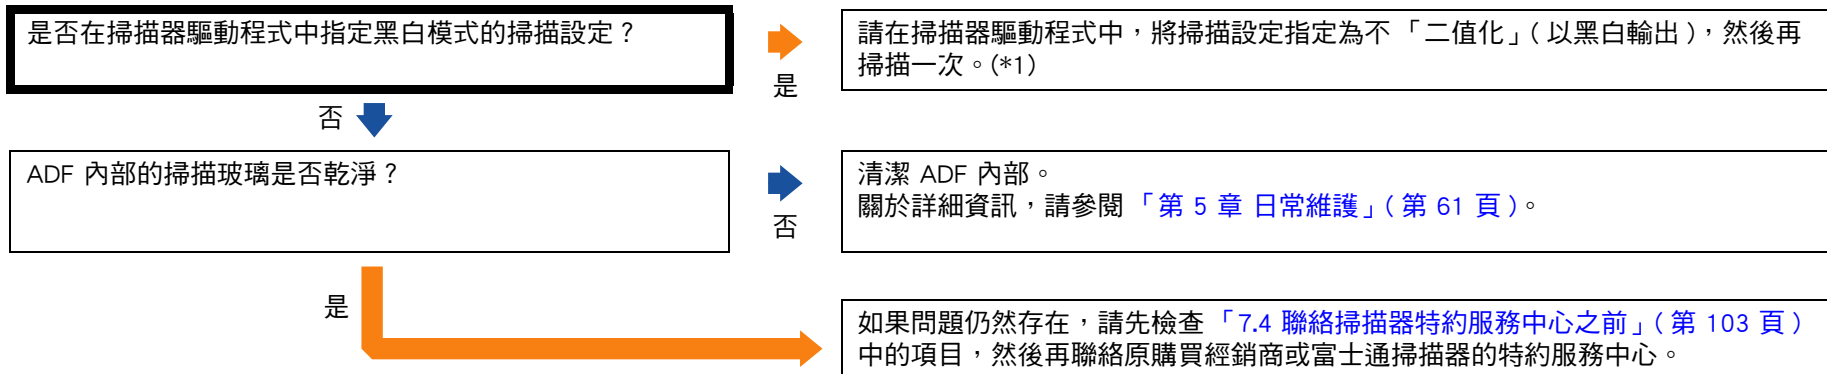 是否在掃描器驅動程式中指定黑白模式的掃描設定？
是
請在掃描器驅動程式中，將掃描設定指定為不「二值化」( 以黑白輸出 )，然後再
掃描一次。(*1)
否
ADF 內部的掃描玻璃是否乾淨？
否
清潔 ADF 內部。
關於詳細資訊，請參閱「第 5 章 日常維護」( 第 61 頁 )。
是
如果問題仍然存在，請先檢查「7.4 聯絡掃描器特約服務中心之前」( 第 103 頁 )
中的項目，然後再聯絡原購買經銷商或富士通掃描器的特約服務中心。